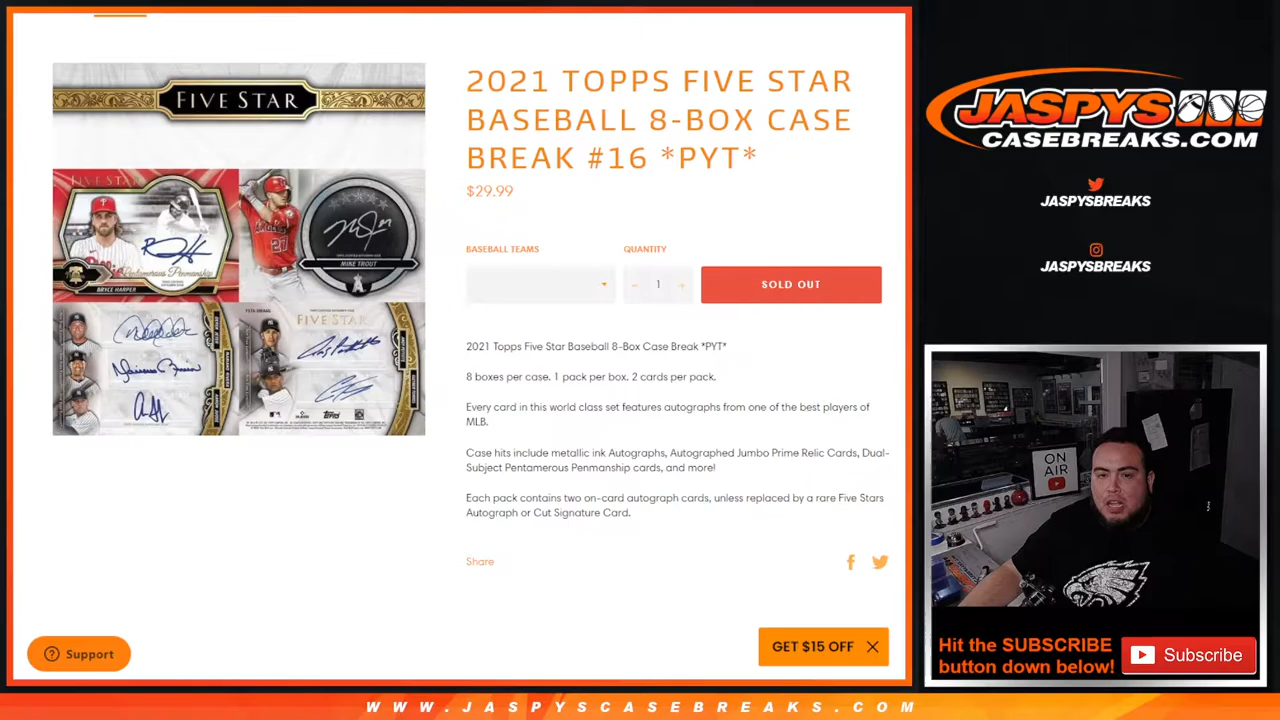 FIVE STAR
FIVE STAR
BRYCE HARPER
Pentamerous Penmanship
MIKE TROUT
FIVE STAR
2021 TOPPS FIVE STAR
BASEBALL 8-BOX CASE
BREAK #16 *PYT*
$29.99
BASEBALL TEAMS
QUANTITY
− 1 +
SOLD OUT
2021 Topps Five Star Baseball 8-Box Case Break *PYT*
8 boxes per case. 1 pack per box. 2 cards per pack.
Every card in this world class set features autographs from one of the best players of
MLB.
Case hits include metallic ink Autographs, Autographed Jumbo Prime Relic Cards, Dual-
Subject Pentamerous Penmanship cards, and more!
Each pack contains two on-card autograph cards, unless replaced by a rare Five Stars
Autograph or Cut Signature Card.
Share
Support
GET $15 OFF
JASPYS
CASEBREAKS.COM
JASPYSBREAKS
JASPYSBREAKS
ON
AIR
Hit the SUBSCRIBE
button down below!
Subscribe
WWW.JASPYSCASEBREAKS.COM